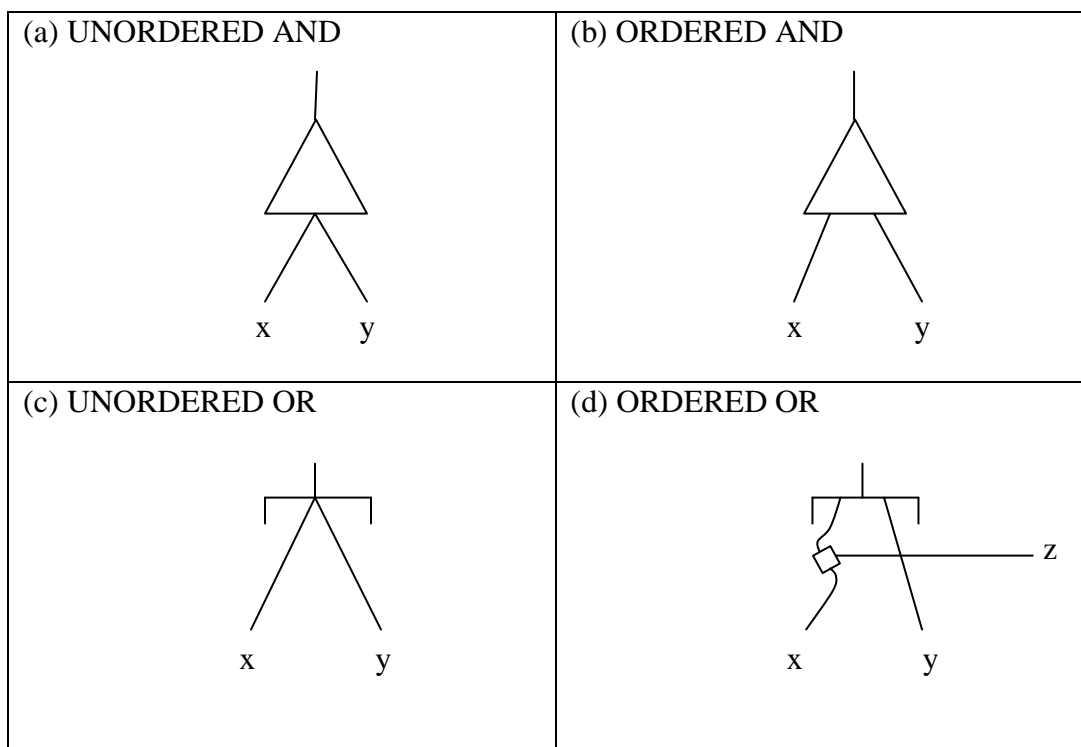 (a) UNORDERED AND
(b) ORDERED AND
x y
x y
(c) UNORDERED OR
(d) ORDERED OR
z
x y
x y